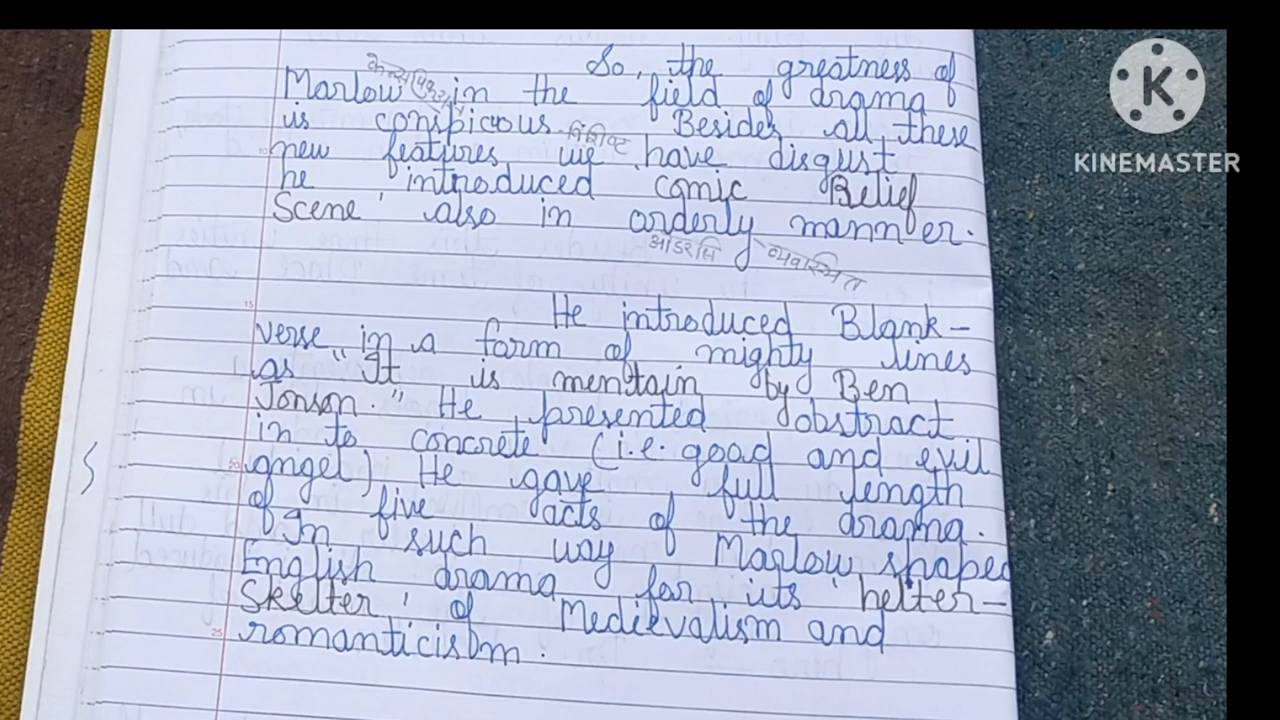 So, the greatness of
Marlow in the field of drama
is conspicuous. Besides all, these
विशिष्ट
new features, we have disgust
he introduced comic Relief
Scene' also in orderly manner.
आडरलि व्यवस्थित
He introduced Blank-
verse in a form of mighty lines
as "It is mentain by Ben
Jonson." He presented abstract
in to concrete (i.e. good and evil
angel) He gave full length
of five acts of the drama.
In such way Marlow shaped
English drama for its 'helter-
Skelter' of Medievalism and
romanticism.
KINEMASTER